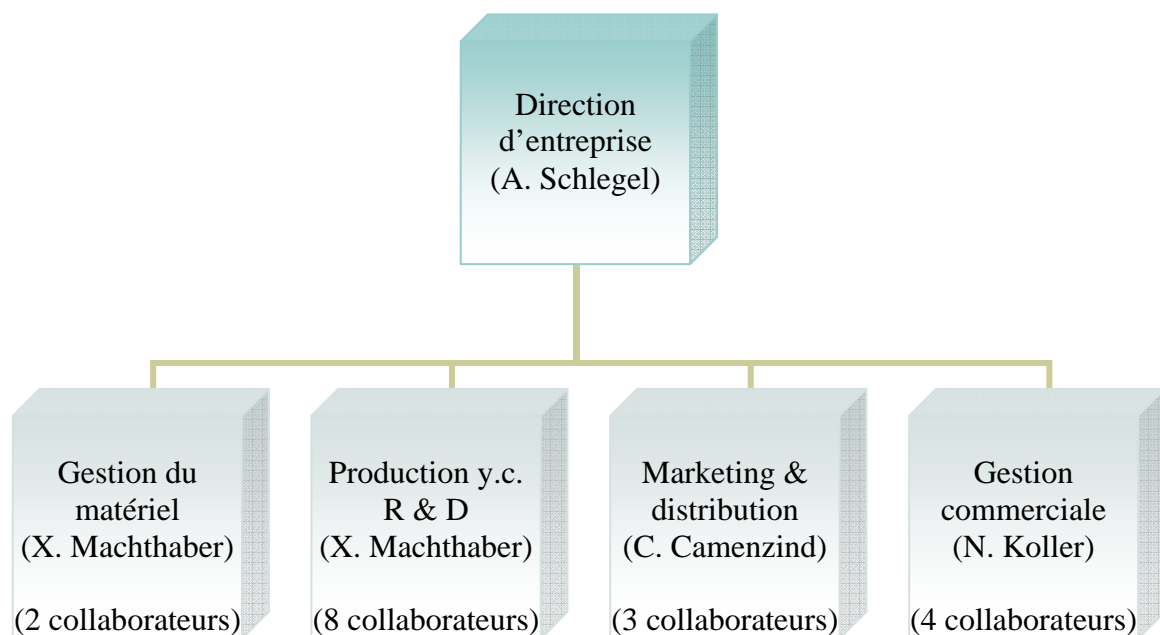 Direction
d’entreprise
(A. Schlegel)
Gestion du
matériel
(X. Machthaber)
(2 collaborateurs)
Production y.c.
R & D
(X. Machthaber)
(8 collaborateurs)
Marketing &
distribution
(C. Camenzind)
(3 collaborateurs)
Gestion
commerciale
(N. Koller)
(4 collaborateurs)